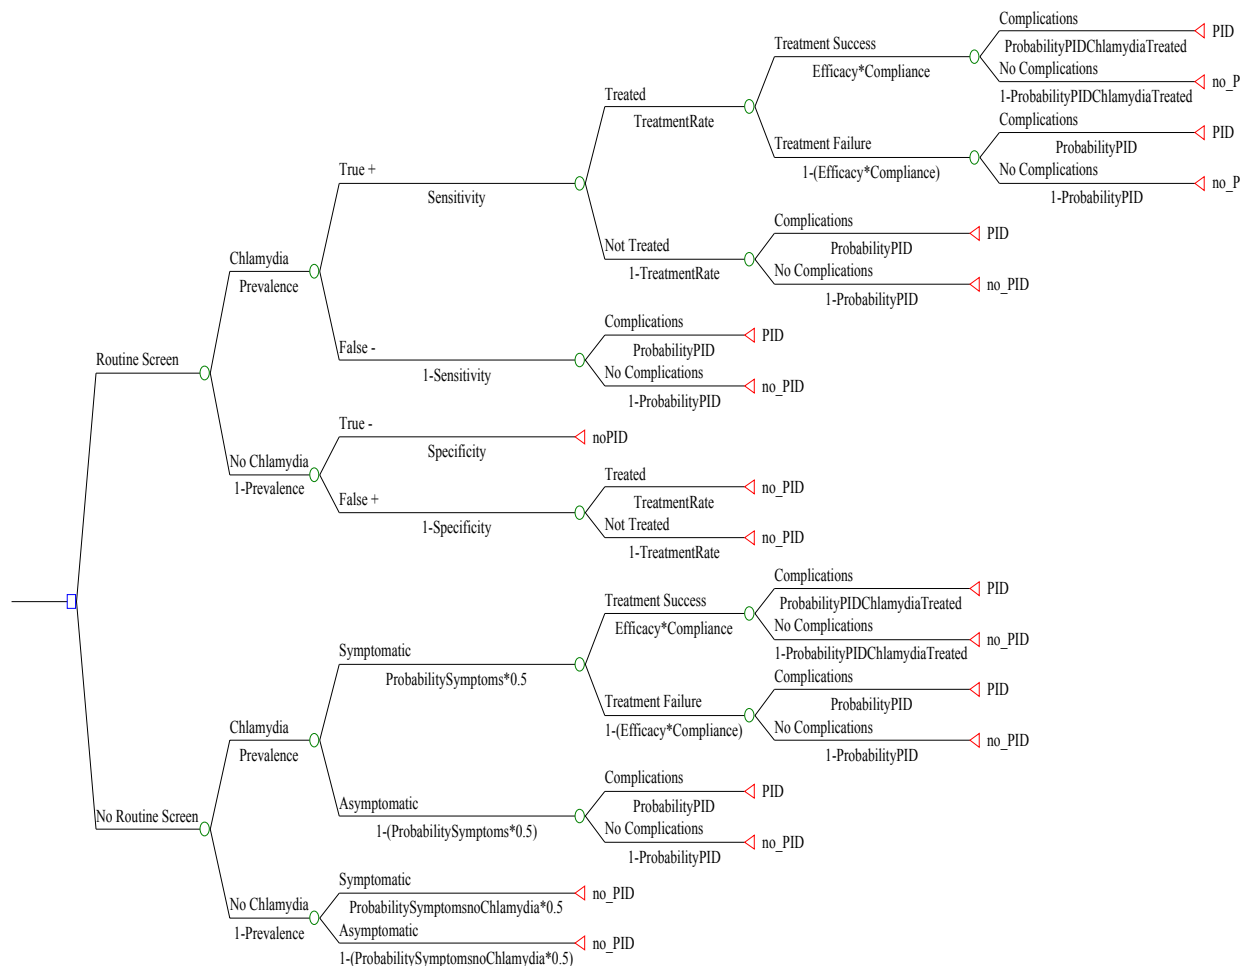 Complications
PID
Treatment Success
ProbabilityPIDChlamydiaTreated
Efficacy*Compliance
No Complications
no_P
Treated
1-ProbabilityPIDChlamydiaTreated
TreatmentRate
Complications
PID
Treatment Failure
ProbabilityPID
1-(Efficacy*Compliance)
No Complications
no_P
True +
1-ProbabilityPID
Sensitivity
Complications
PID
Not Treated
ProbabilityPID
1-TreatmentRate
No Complications
no_PID
Chlamydia
1-ProbabilityPID
Prevalence
Complications
PID
False -
ProbabilityPID
1-Sensitivity
No Complications
no_PID
Routine Screen
1-ProbabilityPID
True -
noPID
Specificity
No Chlamydia
1-Prevalence
Treated
no_PID
False +
TreatmentRate
1-Specificity
Not Treated
no_PID
1-TreatmentRate
Complications
PID
Treatment Success
ProbabilityPIDChlamydiaTreated
Efficacy*Compliance
No Complications
no_PID
Symptomatic
1-ProbabilityPIDChlamydiaTreated
ProbabilitySymptoms*0.5
Complications
PID
Treatment Failure
ProbabilityPID
1-(Efficacy*Compliance)
No Complications
no_PID
Chlamydia
1-ProbabilityPID
Prevalence
Complications
PID
Asymptomatic
ProbabilityPID
1-(ProbabilitySymptoms*0.5)
No Complications
no_PID
No Routine Screen
1-ProbabilityPID
Symptomatic
no_PID
No Chlamydia
ProbabilitySymptomsnoChlamydia*0.5
1-Prevalence
Asymptomatic
no_PID
1-(ProbabilitySymptomsnoChlamydia*0.5)